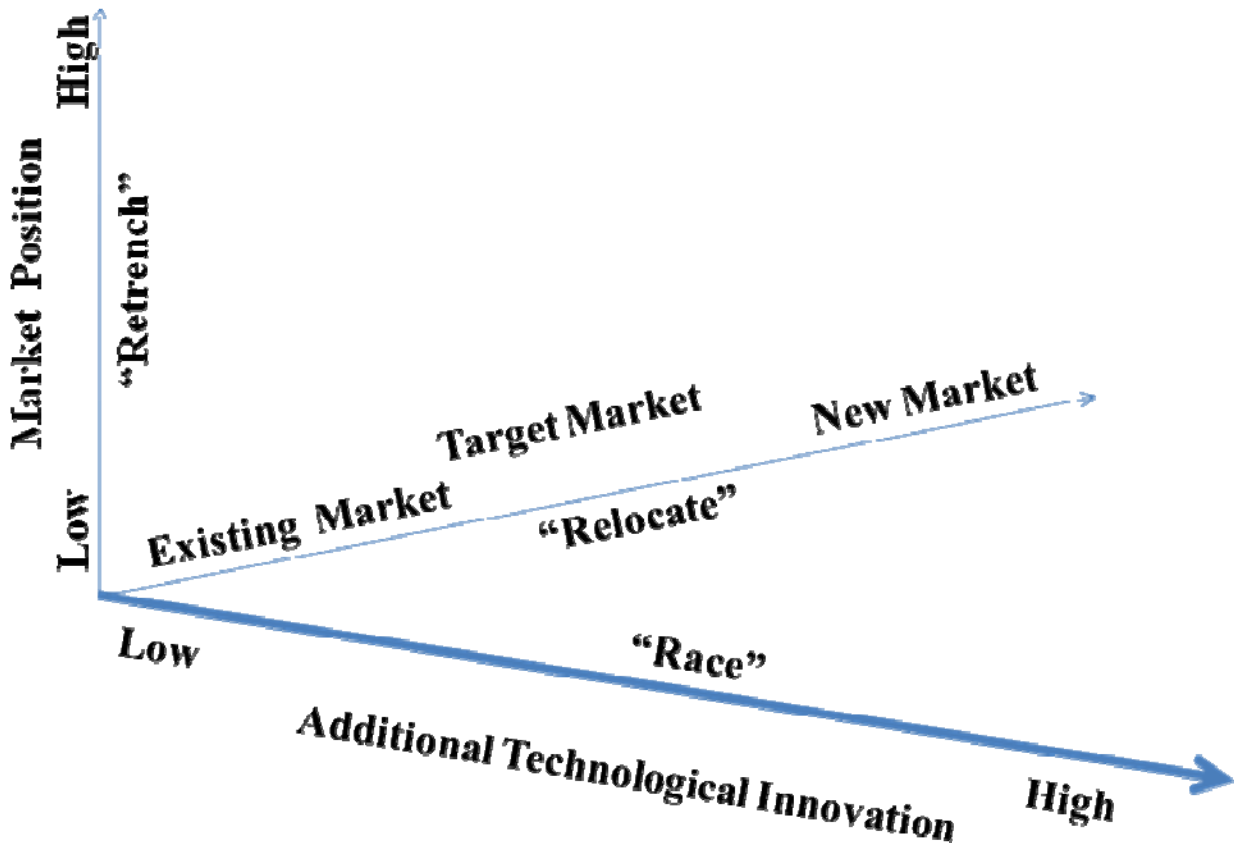 High
Market Position
“Retrench”
Low
Target Market
New Market
Existing Market
“Relocate”
Low
“Race”
Additional Technological Innovation
High